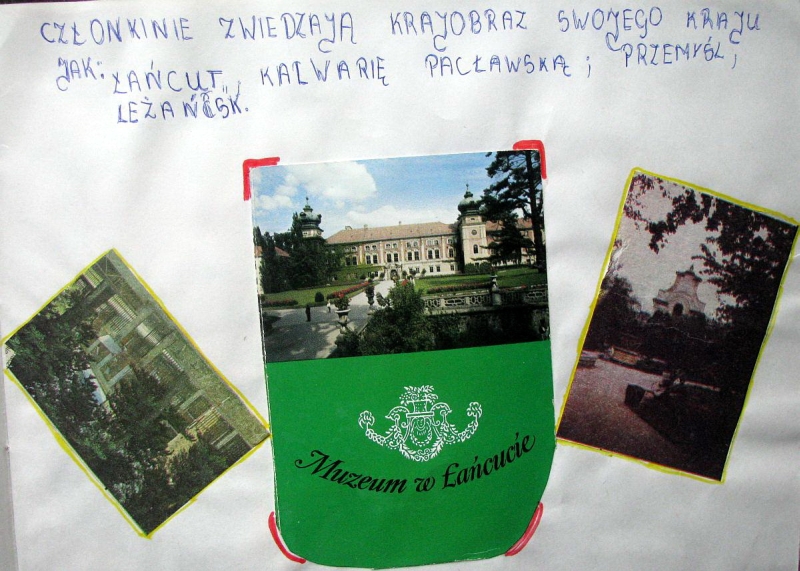 CZŁONKINIE ZWIEDZAJĄ KRAJOBRAZ SWOJEGO KRAJU
JAK: ŁAŃCUT, KALWARIĘ PACŁAWSKĄ; PRZEMYŚL;
LEŻAŃSK.
Muzeum w Łańcucie